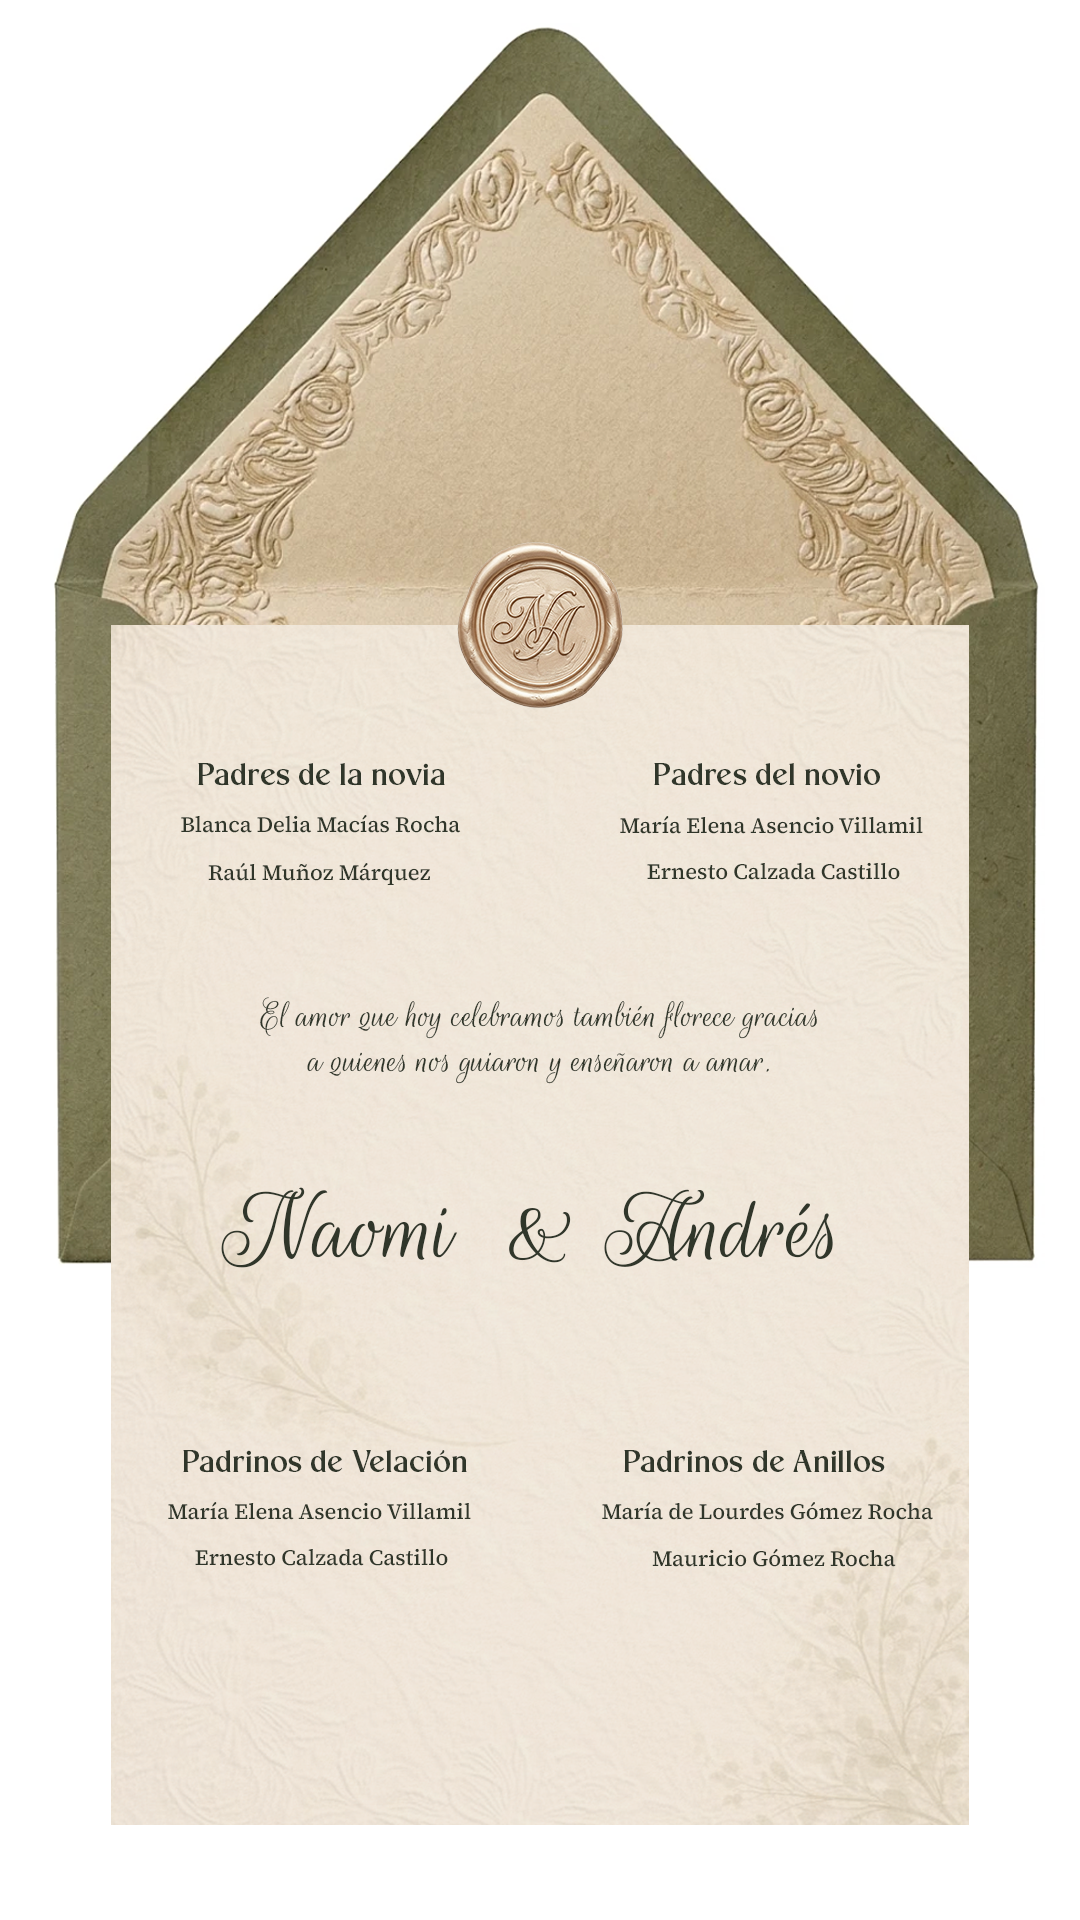 NA
Padres de la novia
Blanca Delia Macías Rocha
Raúl Muñoz Márquez
Padres del novio
María Elena Asencio Villamil
Ernesto Calzada Castillo
El amor que hoy celebramos también florece gracias
a quienes nos guiaron y enseñaron a amar.
Naomi & Andrés
Padrinos de Velación
María Elena Asencio Villamil
Ernesto Calzada Castillo
Padrinos de Anillos
María de Lourdes Gómez Rocha
Mauricio Gómez Rocha